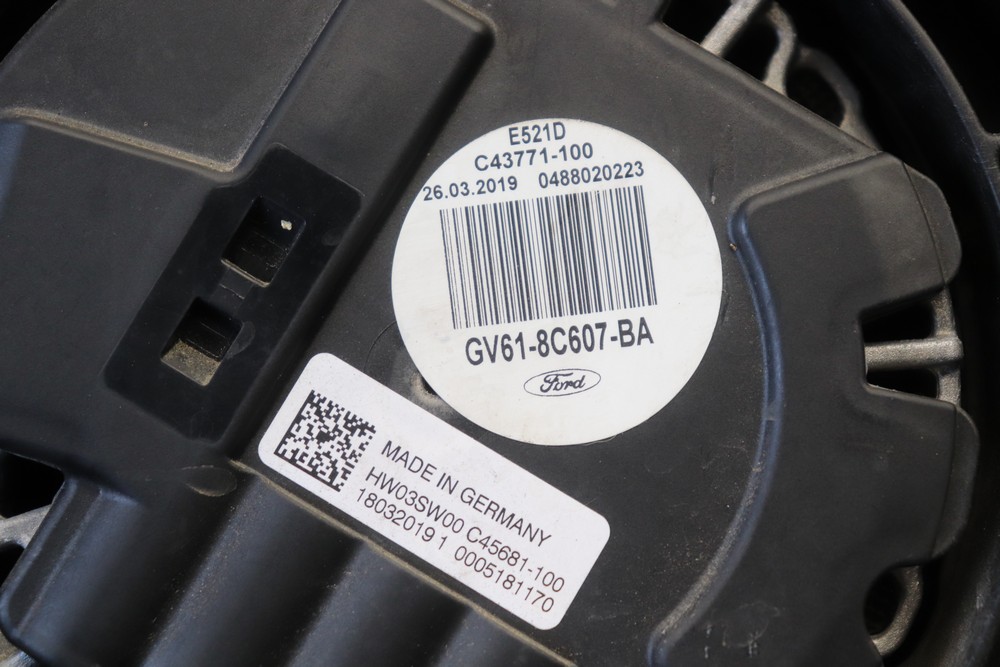 E521D
C43771-100
26.03.2019 0488020223
GV61-8C607-BA
Ford
MADE IN GERMANY
HW03SW00 C45681-100
18032019 1 0005181170